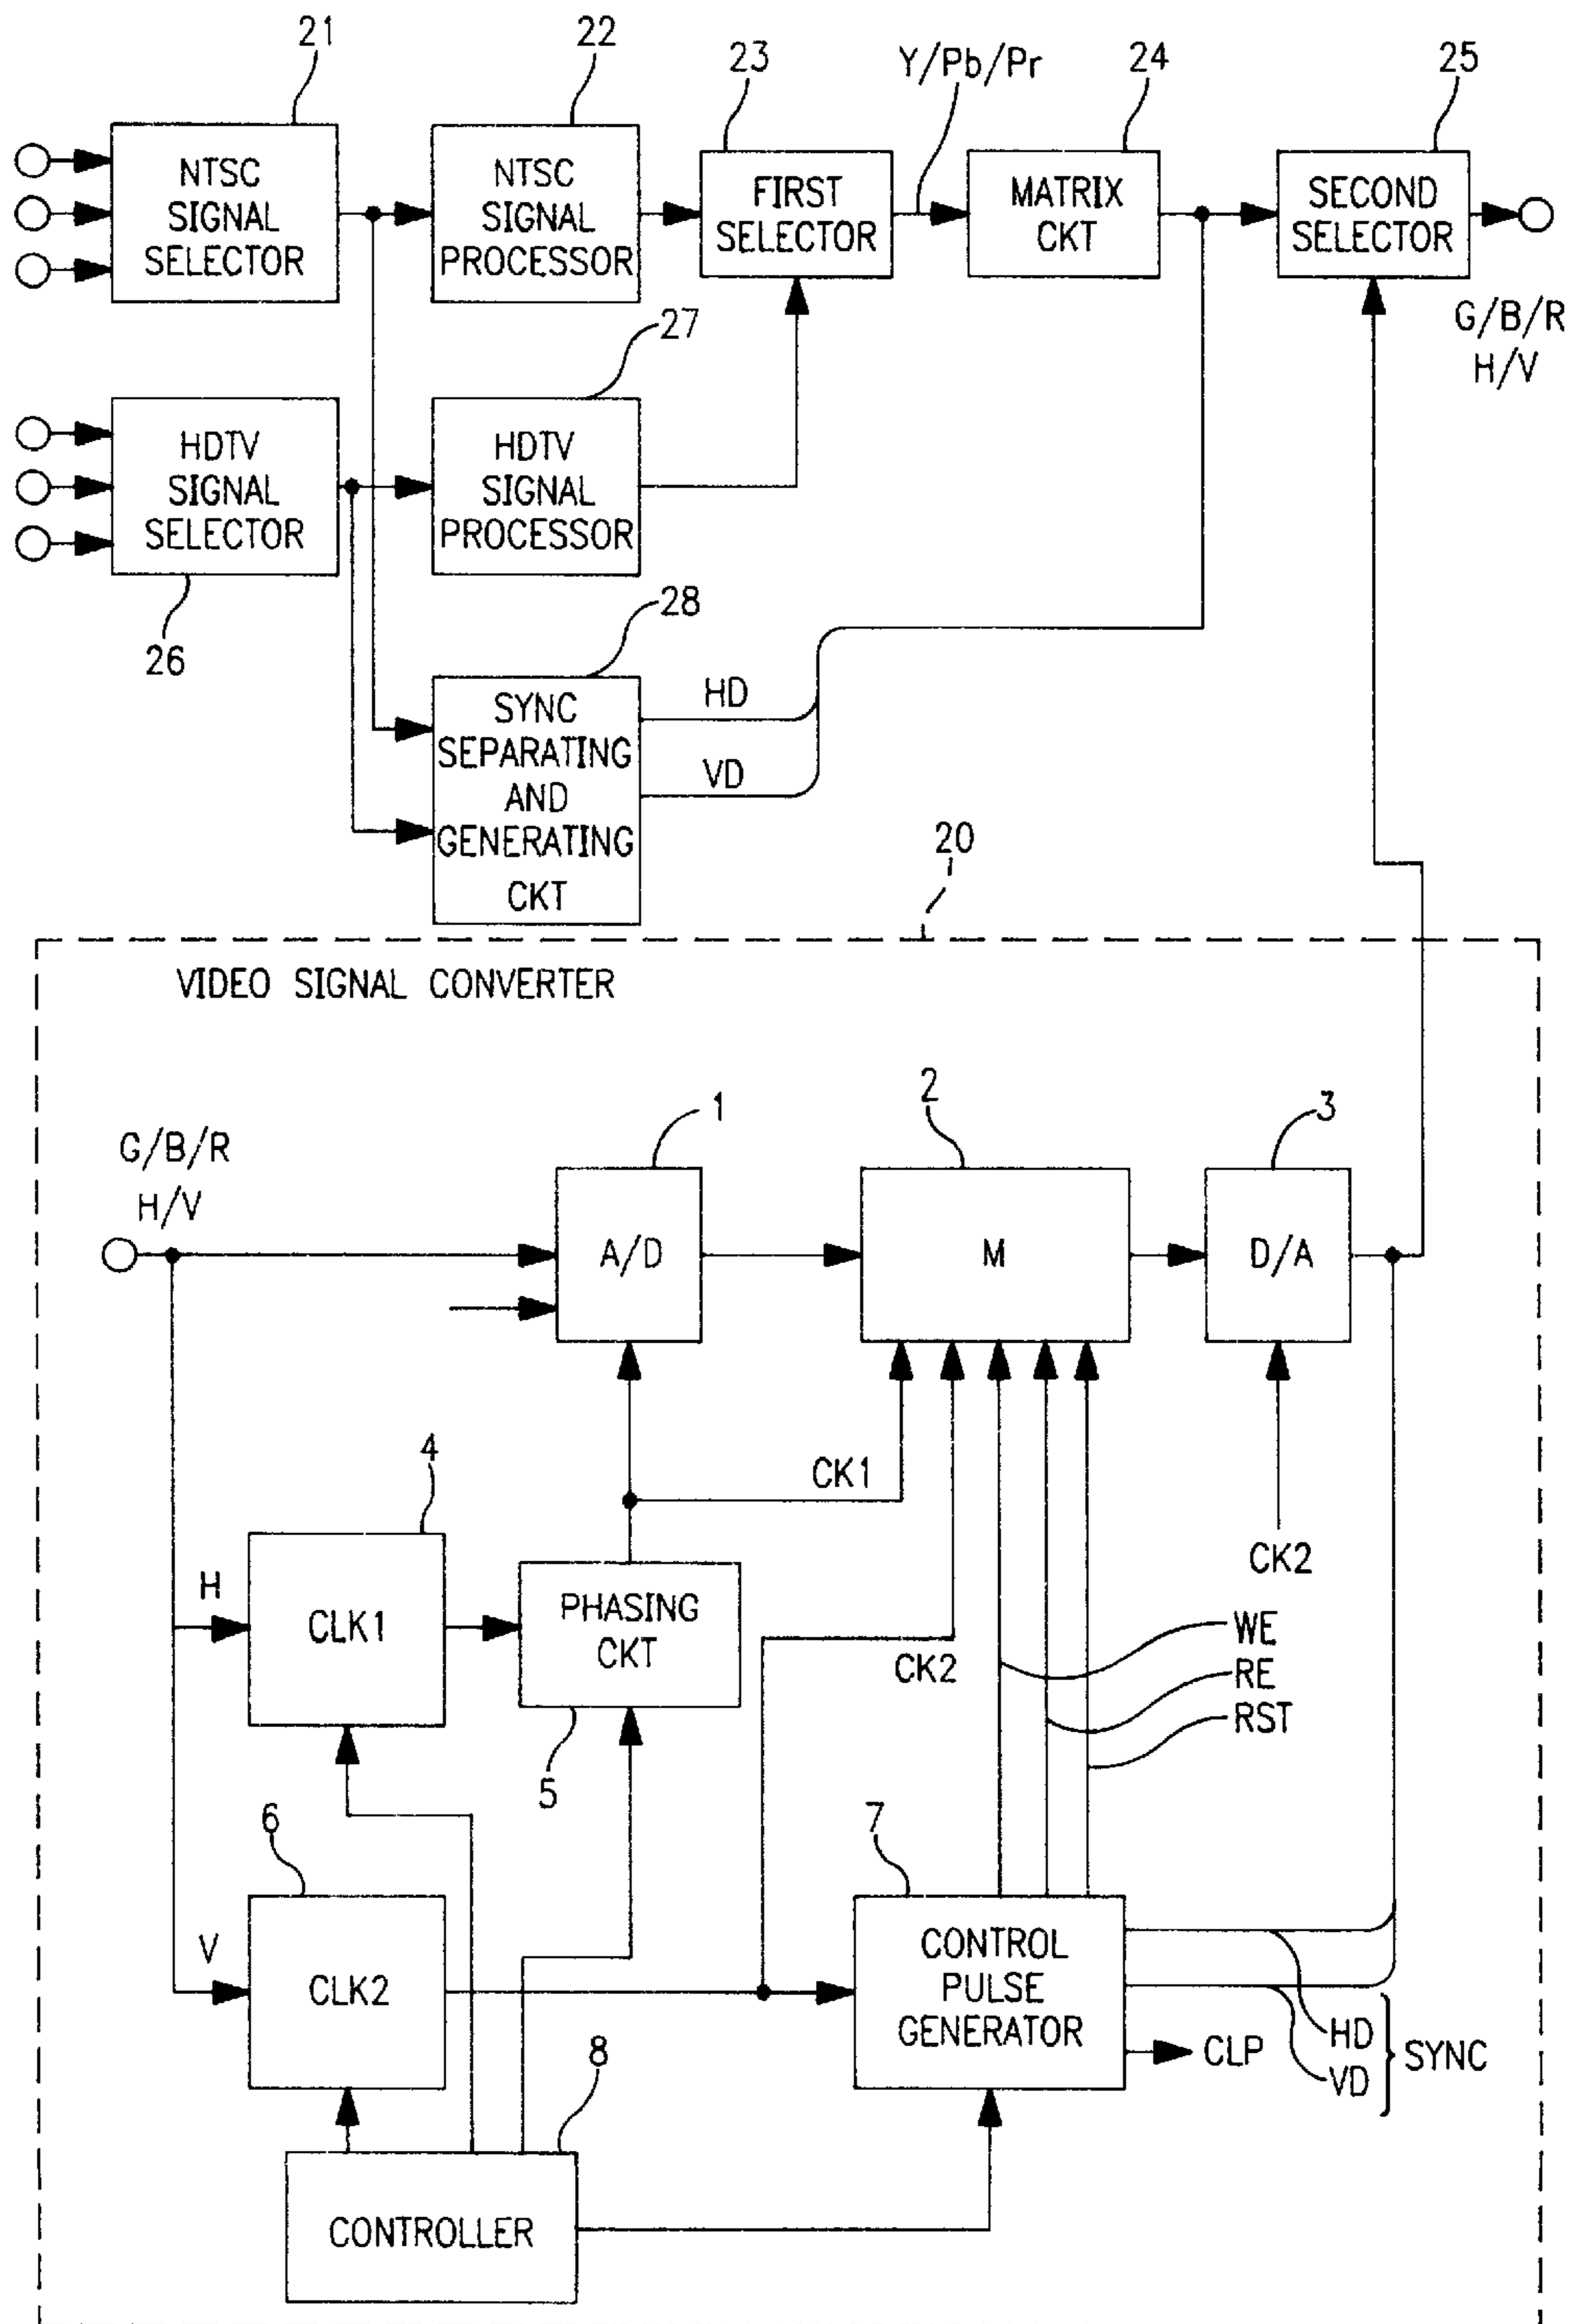 21
22
23
Y/Pb/Pr
24
25
NTSC
SIGNAL
SELECTOR
NTSC
SIGNAL
PROCESSOR
FIRST
SELECTOR
MATRIX
CKT
SECOND
SELECTOR
G/B/R
H/V
27
HDTV
SIGNAL
SELECTOR
HDTV
SIGNAL
PROCESSOR
26
28
SYNC
SEPARATING
AND
GENERATING
CKT
HD
VD
20
VIDEO SIGNAL CONVERTER
G/B/R
H/V
1
2
3
A/D
M
D/A
4
CK1
CK2
H
CLK1
PHASING
CKT
5
CK2
WE
RE
RST
6
7
V
CLK2
CONTROL
PULSE
GENERATOR
HD
VD
SYNC
CLP
8
CONTROLLER